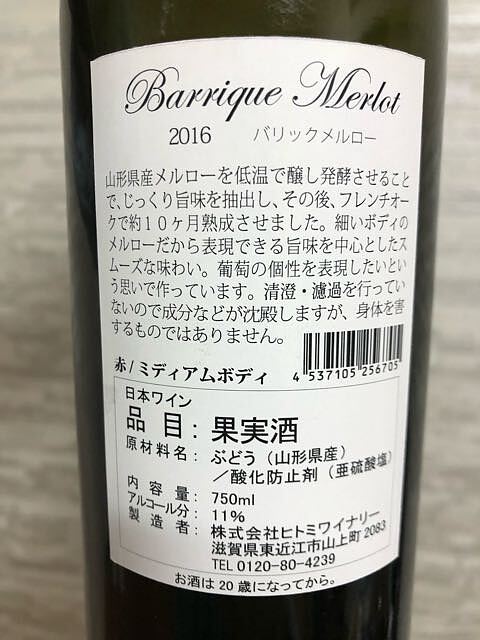 Barrique Merlot
2016 バリックメルロー
山形県産メルローを低温で醸し発酵させること
で、じっくり旨味を抽出し、その後、フレンチオー
クで約10ヶ月熟成させました。細いボディの
メルローだから表現できる旨味を中心としたス
ムーズな味わい。葡萄の個性を表現したいとい
う思いで作っています。清澄・濾過を行ってい
ないので成分などが沈殿しますが、身体を害
するものではありません。
赤/ミディアムボディ
4 537105 256705
日本ワイン
品目:果実酒
原材料名:ぶどう(山形県産)
/酸化防止剤(亜硫酸塩)
内容量:750ml
アルコール分:11%
製造者:株式会社ヒトミワイナリー
滋賀県東近江市山上町2083
TEL 0120-80-4239
お酒は20歳になってから。